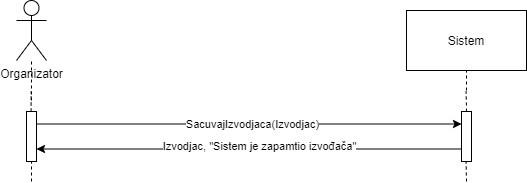 Sistem
Organizator
SacuvajIzvodjaca(Izvodjac)
Izvodjac, "Sistem je zapamtio izvođača"